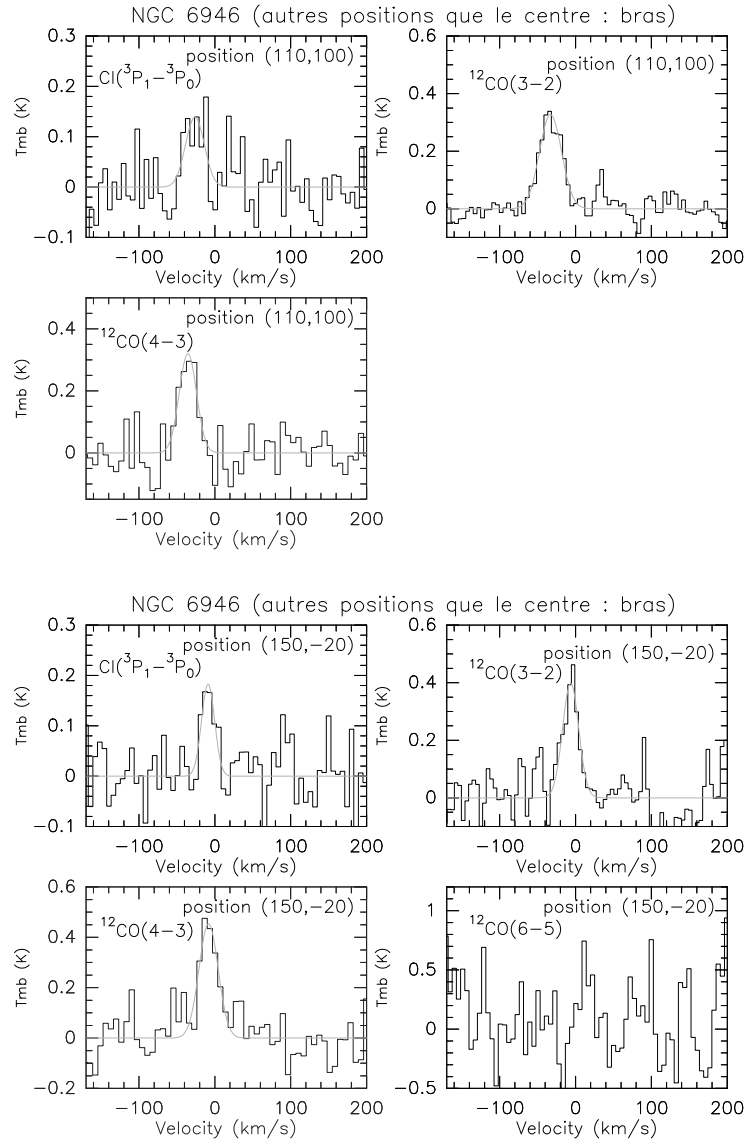 NGC 6946 (autres positions que le centre : bras)
position (110,100)
CI(³P₁−³P₀)
Tmb (K)
0.3
0.2
0.1
0
−0.1
−100 0 100 200
Velocity (km/s)
position (110,100)
¹²CO(3−2)
Tmb (K)
0.6
0.4
0.2
0
−100 0 100 200
Velocity (km/s)
position (110,100)
¹²CO(4−3)
Tmb (K)
0.4
0.2
0
−100 0 100 200
Velocity (km/s)
NGC 6946 (autres positions que le centre : bras)
position (150,−20)
CI(³P₁−³P₀)
Tmb (K)
0.3
0.2
0.1
0
−0.1
−100 0 100 200
Velocity (km/s)
position (150,−20)
¹²CO(3−2)
Tmb (K)
0.6
0.4
0.2
0
−100 0 100 200
Velocity (km/s)
position (150,−20)
¹²CO(4−3)
Tmb (K)
0.6
0.4
0.2
0
−0.2
−100 0 100 200
Velocity (km/s)
position (150,−20)
¹²CO(6−5)
Tmb (K)
1
0.5
0
−0.5
−100 0 100 200
Velocity (km/s)